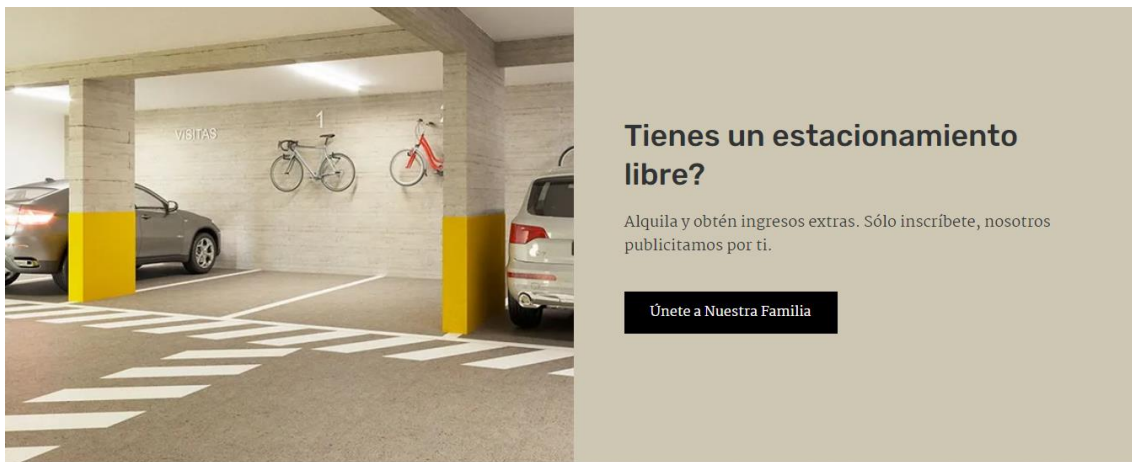 VISITAS
1
Tienes un estacionamiento
libre?
Alquila y obtén ingresos extras. Sólo inscríbete, nosotros
publicitamos por ti.
Únete a Nuestra Familia